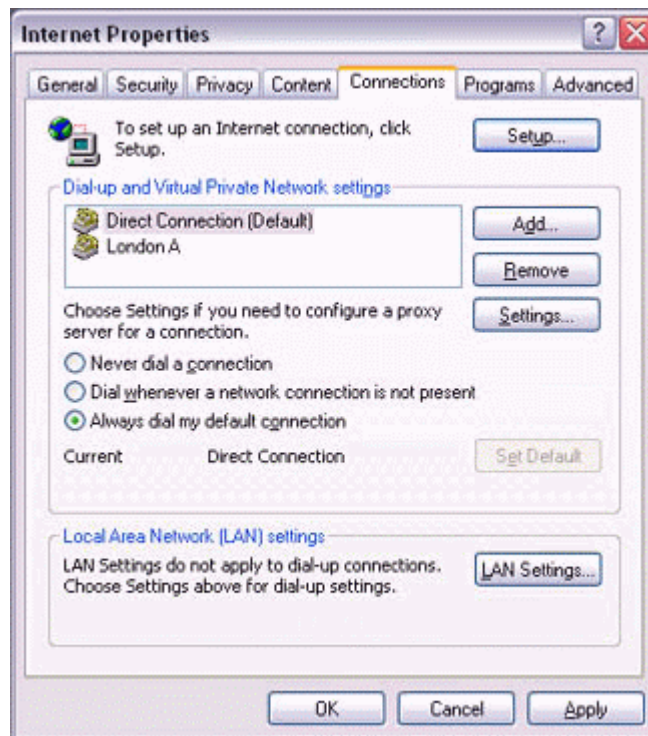 Internet Properties
?
General Security Privacy Content Connections Programs Advanced
To set up an Internet connection, click
Setup.
Setup...
Dial-up and Virtual Private Network settings
Direct Connection (Default)
London A
Add...
Remove
Choose Settings if you need to configure a proxy
server for a connection.
Settings...
Never dial a connection
Dial whenever a network connection is not present
Always dial my default connection
Current Direct Connection Set Default
Local Area Network (LAN) settings
LAN Settings do not apply to dial-up connections.
Choose Settings above for dial-up settings.
LAN Settings...
OK Cancel Apply